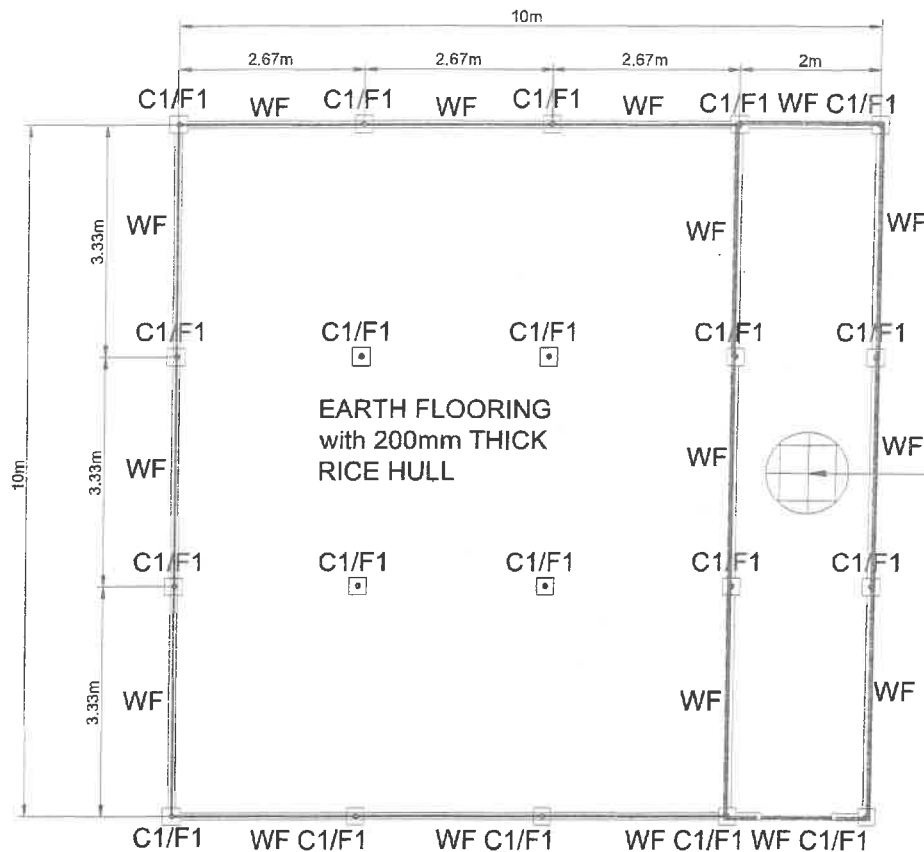 10m
2.67m 2.67m 2.67m 2m
C1/F1 WF C1/F1 WF C1/F1 WF C1/F1 WF C1/F1
WF WF WF
3.33m
C1/F1 C1/F1 C1/F1 C1/F1 C1/F1
EARTH FLOORING
with 200mm THICK
RICE HULL
WF WF WF
10m 3.33m
C1/F1 C1/F1 C1/F1 C1/F1 C1/F1
WF WF WF
3.33m
C1/F1 WF C1/F1 WF C1/F1 WF C1/F1 WF C1/F1